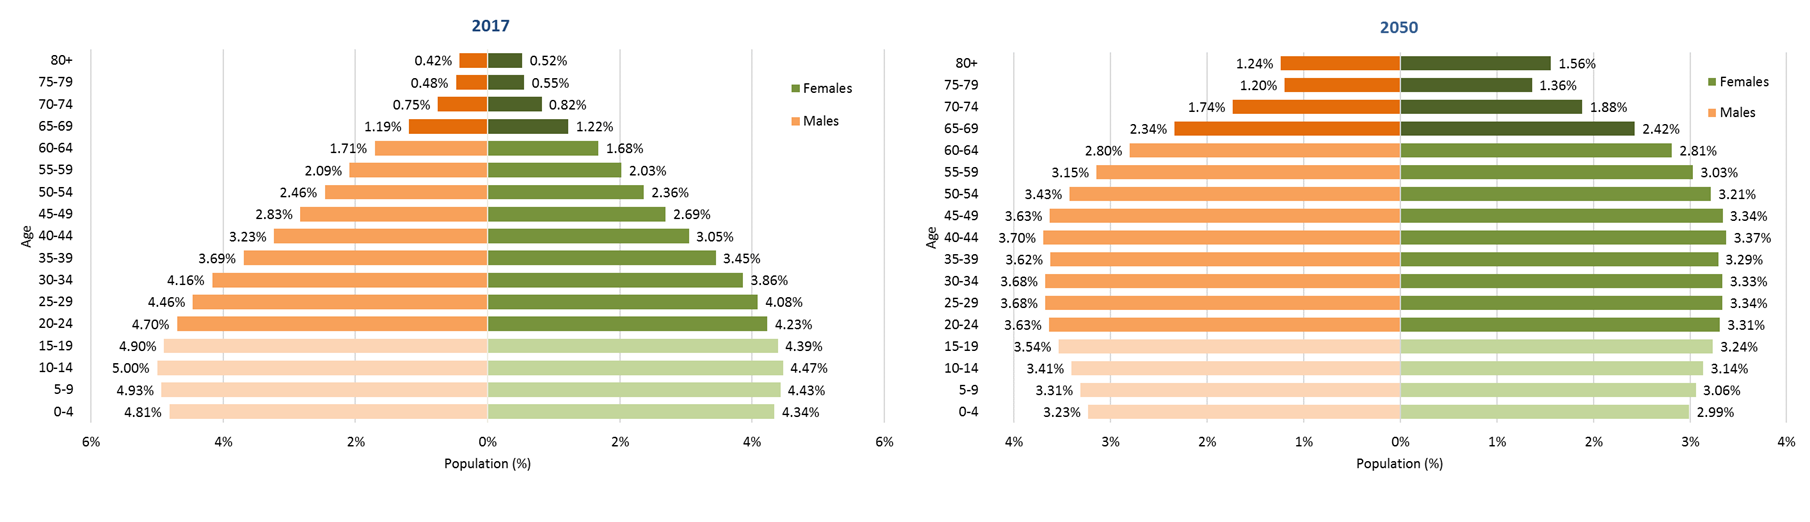 2017
80+ 0.42% 0.52%
75-79 0.48% 0.55%
70-74 0.75% 0.82%
65-69 1.19% 1.22%
60-64 1.71% 1.68%
55-59 2.09% 2.03%
50-54 2.46% 2.36%
45-49 2.83% 2.69%
40-44 3.23% 3.05%
35-39 3.69% 3.45%
30-34 4.16% 3.86%
25-29 4.46% 4.08%
20-24 4.70% 4.23%
15-19 4.90% 4.39%
10-14 5.00% 4.47%
5-9 4.93% 4.43%
0-4 4.81% 4.34%
6% 4% 2% 0% 2% 4% 6%
Population (%)
Age
Females
Males
2050
80+ 1.24% 1.56%
75-79 1.20% 1.36%
70-74 1.74% 1.88%
65-69 2.34% 2.42%
60-64 2.80% 2.81%
55-59 3.15% 3.03%
50-54 3.43% 3.21%
45-49 3.63% 3.34%
40-44 3.70% 3.37%
35-39 3.62% 3.29%
30-34 3.68% 3.33%
25-29 3.68% 3.34%
20-24 3.63% 3.31%
15-19 3.54% 3.24%
10-14 3.41% 3.14%
5-9 3.31% 3.06%
0-4 3.23% 2.99%
4% 3% 2% 1% 0% 1% 2% 3% 4%
Population (%)
Age
Females
Males